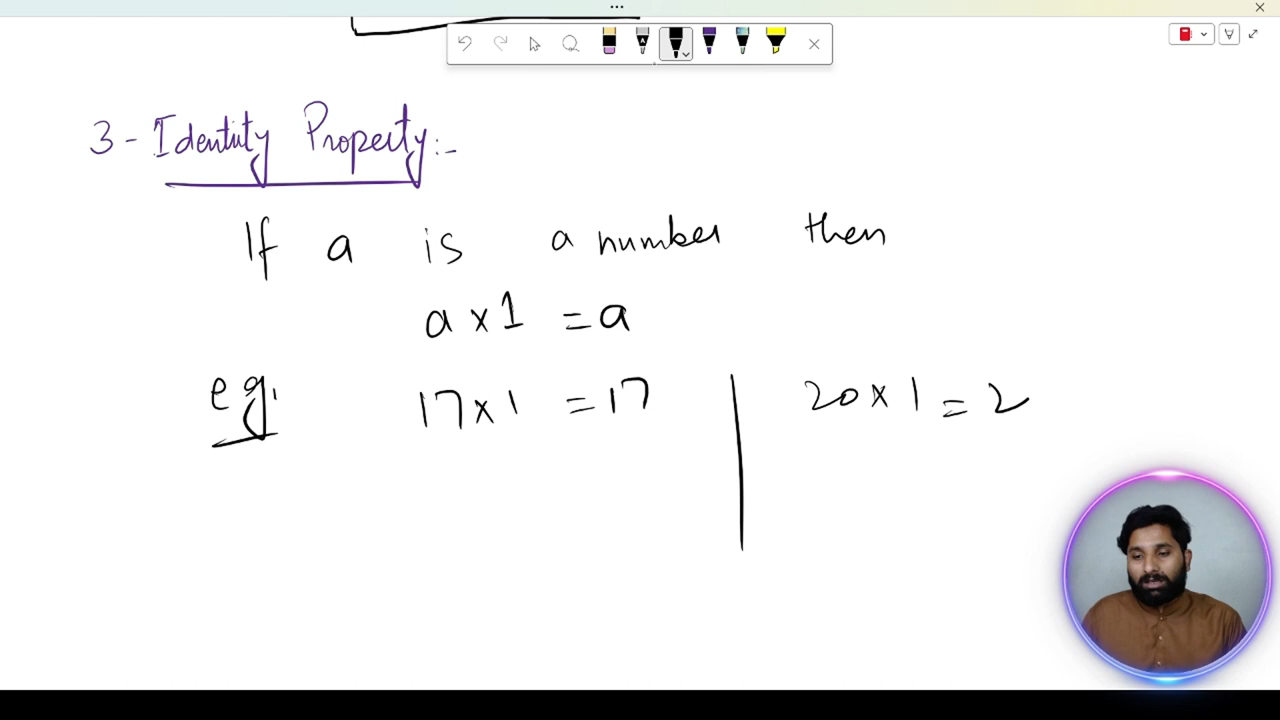 3- Identity Property:-
If a is a number then
a × 1 = a
eg. 17 × 1 = 17 | 20 × 1 = 2